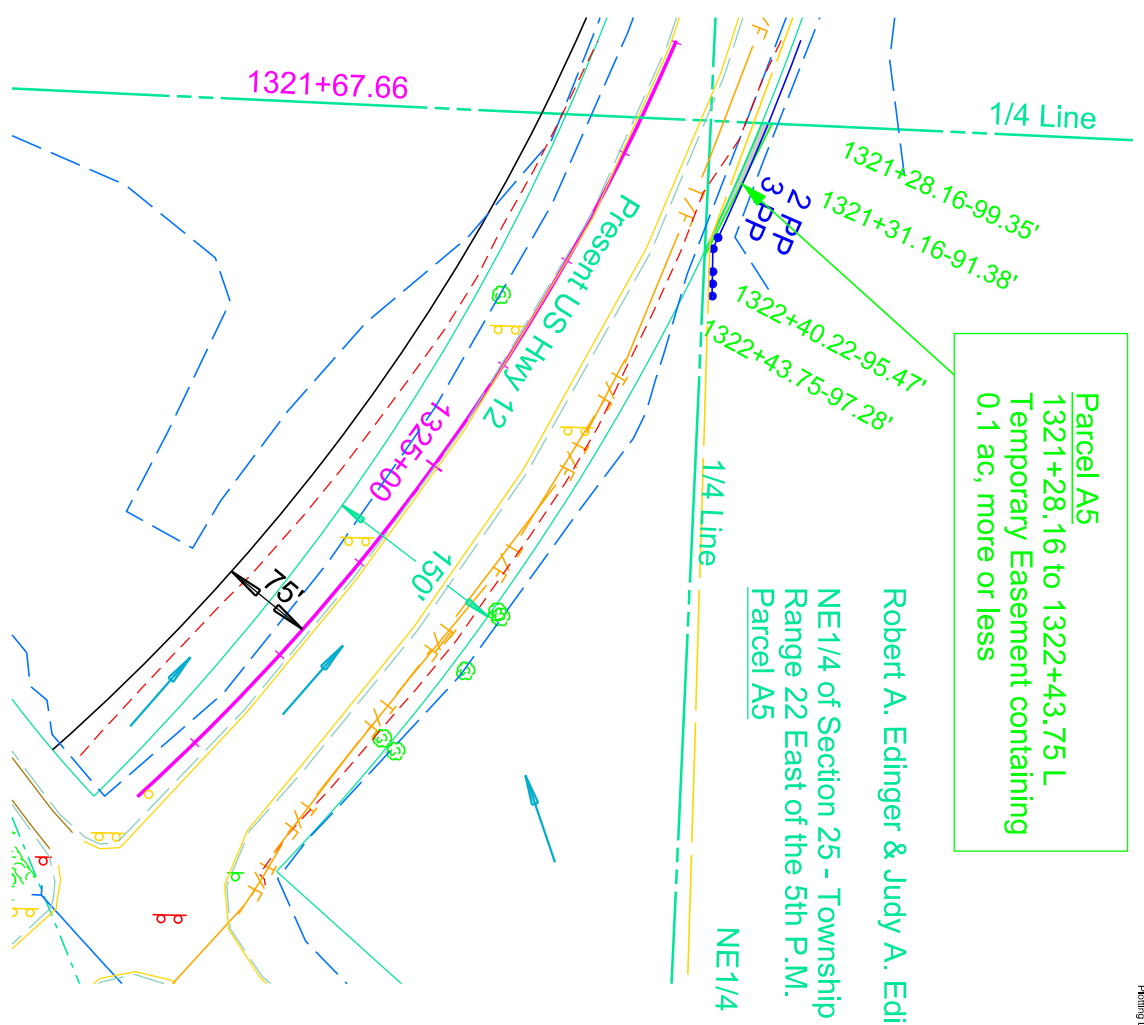 1321+67.66
1/4 Line
1321+28.16-99.35'
1321+31.16-91.38'
2 PP
3 PP
1322+40.22-95.47'
1322+43.75-97.28'
Parcel A5
1321+28.16 to 1322+43.75 L
Temporary Easement containing
0.1 ac, more or less
Present US Hwy 12
1325+00
150'
75'
1/4 Line
Robert A. Edinger & Judy A. Edi
NE1/4 of Section 25 - Township
Range 22 East of the 5th P.M.
Parcel A5
NE1/4
T/F
T/F
T/F
T/F
T/F
T/F
T/F
Plotting